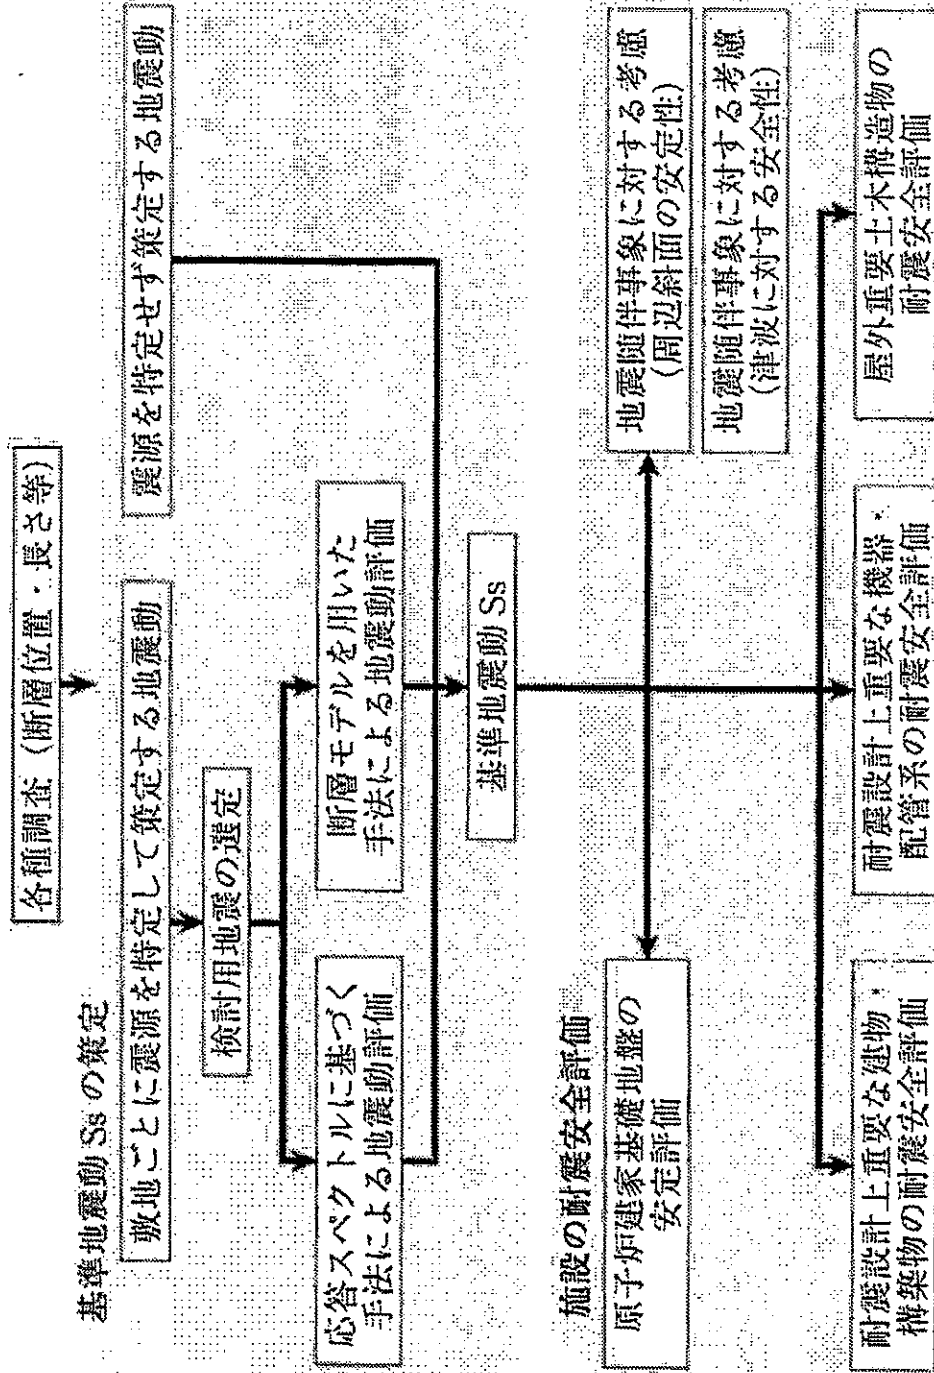 各種調査（断層位置・長さ等）
基準地震動 Ss の策定
敷地ごとに震源を特定して策定する地震動
震源を特定せず策定する地震動
検討用地震の選定
応答スペクトルに基づく
手法による地震動評価
断層モデルを用いた
手法による地震動評価
基準地震動 Ss
施設の耐震安全評価
原子炉建家基礎地盤の
安定評価
地震随伴事象に対する考慮
(周辺斜面の安定性)
地震随伴事象に対する考慮
(津波に対する安全性)
耐震設計上重要な建物・
構築物の耐震安全評価
耐震設計上重要な機器・
配管系の耐震安全評価
屋外重要土木構造物の
耐震安全評価